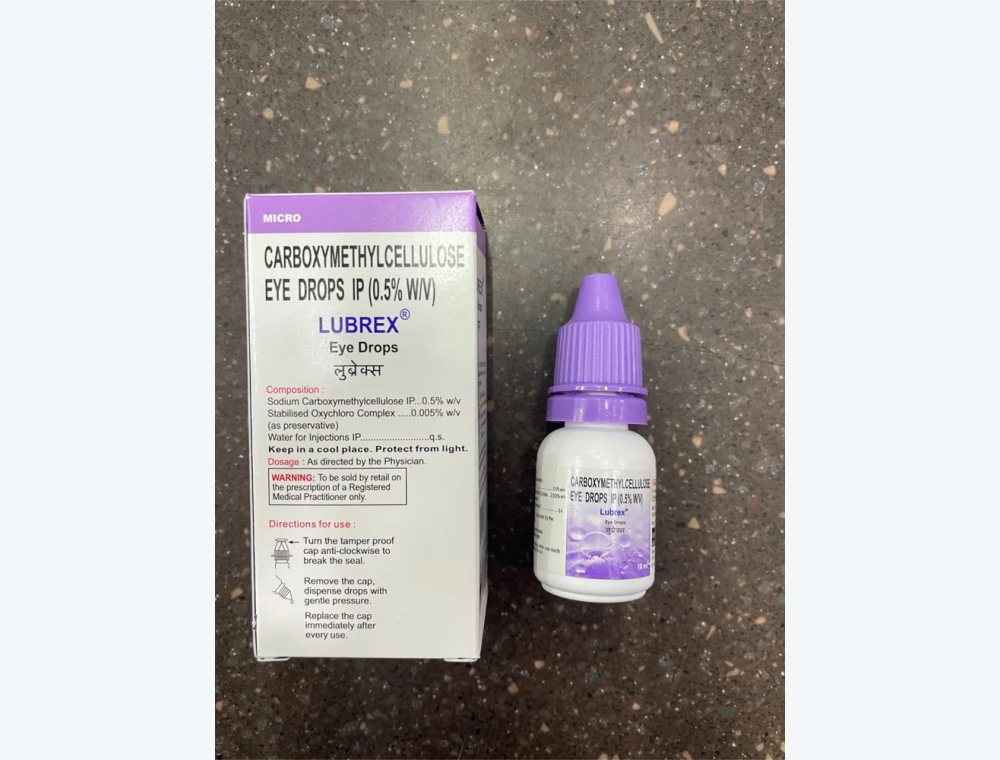 MICRO
CARBOXYMETHYLCELLULOSE
EYE DROPS IP (0.5% W/V)
LUBREX®
Eye Drops
लुब्रेक्स
Composition :
Sodium Carboxymethylcellulose IP...0.5% w/v
Stabilised Oxychloro Complex .....0.005% w/v
(as preservative)
Water for Injections IP..........................q.s.
Keep in a cool place. Protect from light.
Dosage : As directed by the Physician.
WARNING: To be sold by retail on
the prescription of a Registered
Medical Practitioner only.
Directions for use :
Turn the tamper proof
cap anti-clockwise to
break the seal.
Remove the cap,
dispense drops with
gentle pressure.
Replace the cap
immediately after
every use.
CARBOXYMETHYLCELLULOSE
EYE DROPS IP (0.5% W/V)
Lubrex®
Eye Drops
लुब्रेक्स
10 ml